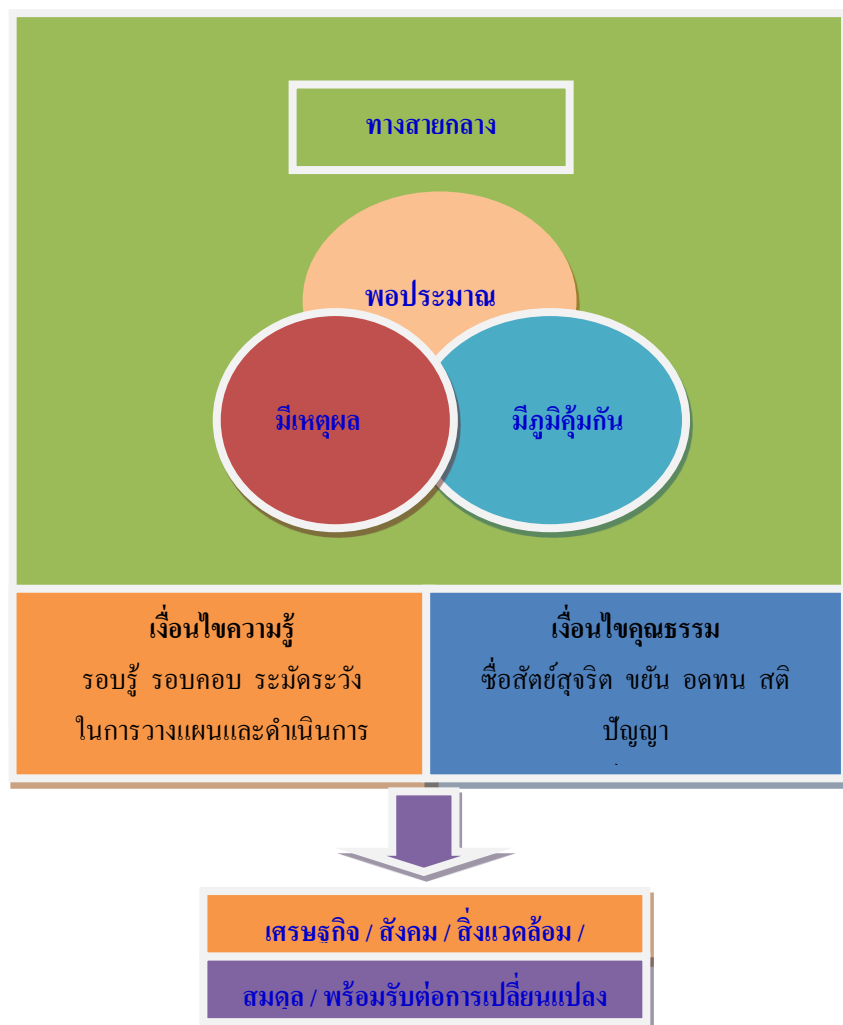 ทางสายกลาง
พอประมาณ
มีเหตุผล
มีภูมิคุ้มกัน
เงื่อนไขความรู้
รอบรู้ รอบคอบ ระมัดระวัง
ในการวางแผนและดำเนินการ
เงื่อนไขคุณธรรม
ซื่อสัตย์สุจริต ขยัน อดทน สติ
ปัญญา
เศรษฐกิจ / สังคม / สิ่งแวดล้อม /
สมดุล / พร้อมรับต่อการเปลี่ยนแปลง